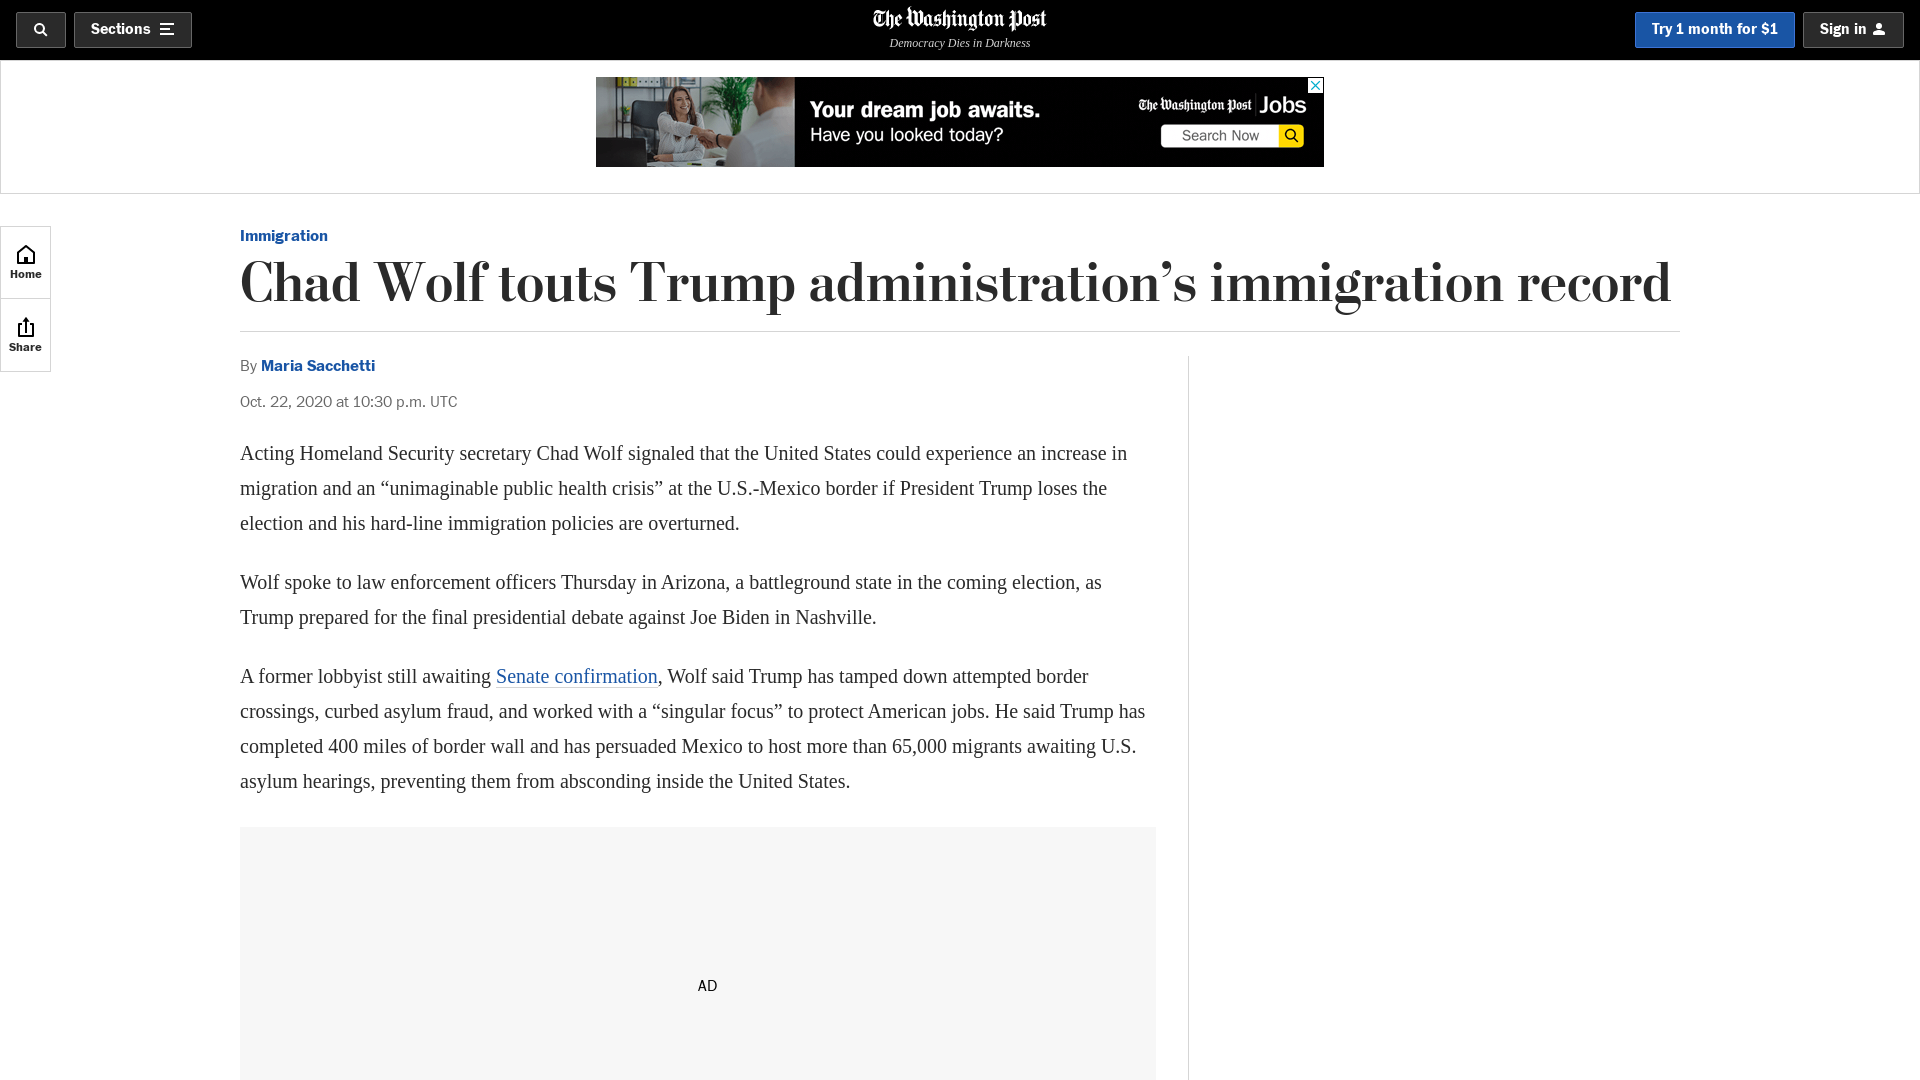 Sections
The Washington Post
Democracy Dies in Darkness
Try 1 month for $1
Sign in
Your dream job awaits.
Have you looked today?
The Washington Post Jobs
Search Now
Home
Share
Immigration
Chad Wolf touts Trump administration’s immigration record
By Maria Sacchetti
Oct. 22, 2020 at 10:30 p.m. UTC
Acting Homeland Security secretary Chad Wolf signaled that the United States could experience an increase in
migration and an “unimaginable public health crisis” at the U.S.-Mexico border if President Trump loses the
election and his hard-line immigration policies are overturned.
Wolf spoke to law enforcement officers Thursday in Arizona, a battleground state in the coming election, as
Trump prepared for the final presidential debate against Joe Biden in Nashville.
A former lobbyist still awaiting Senate confirmation, Wolf said Trump has tamped down attempted border
crossings, curbed asylum fraud, and worked with a “singular focus” to protect American jobs. He said Trump has
completed 400 miles of border wall and has persuaded Mexico to host more than 65,000 migrants awaiting U.S.
asylum hearings, preventing them from absconding inside the United States.
AD